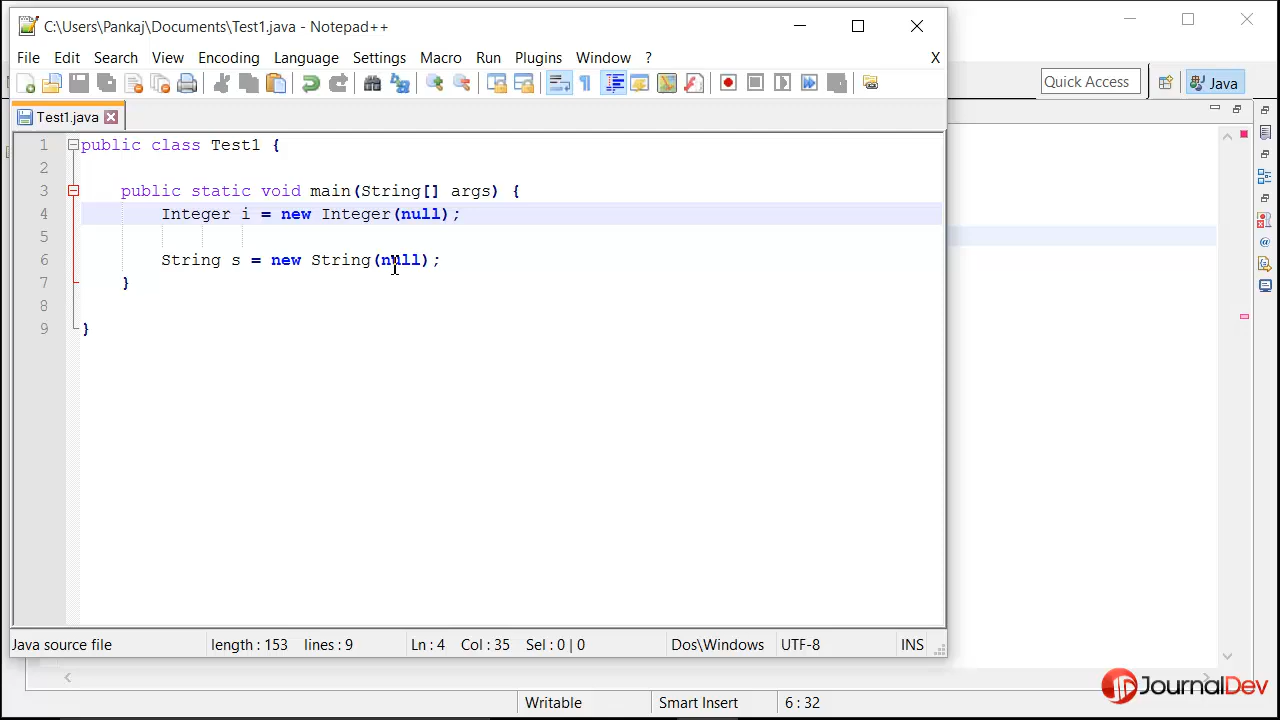 C:\Users\Pankaj\Documents\Test1.java - Notepad++
File Edit Search View Encoding Language Settings Macro Run Plugins Window ? X
Quick Access
Java
Test1.java
1 public class Test1 {
2
3 public static void main(String[] args) {
4 Integer i = new Integer(null);
5
6 String s = new String(null);
7 }
8
9 }
Java source file length : 153 lines : 9 Ln : 4 Col : 35 Sel : 0 | 0 Dos\Windows UTF-8 INS
JournalDev
Writable Smart Insert 6 : 32